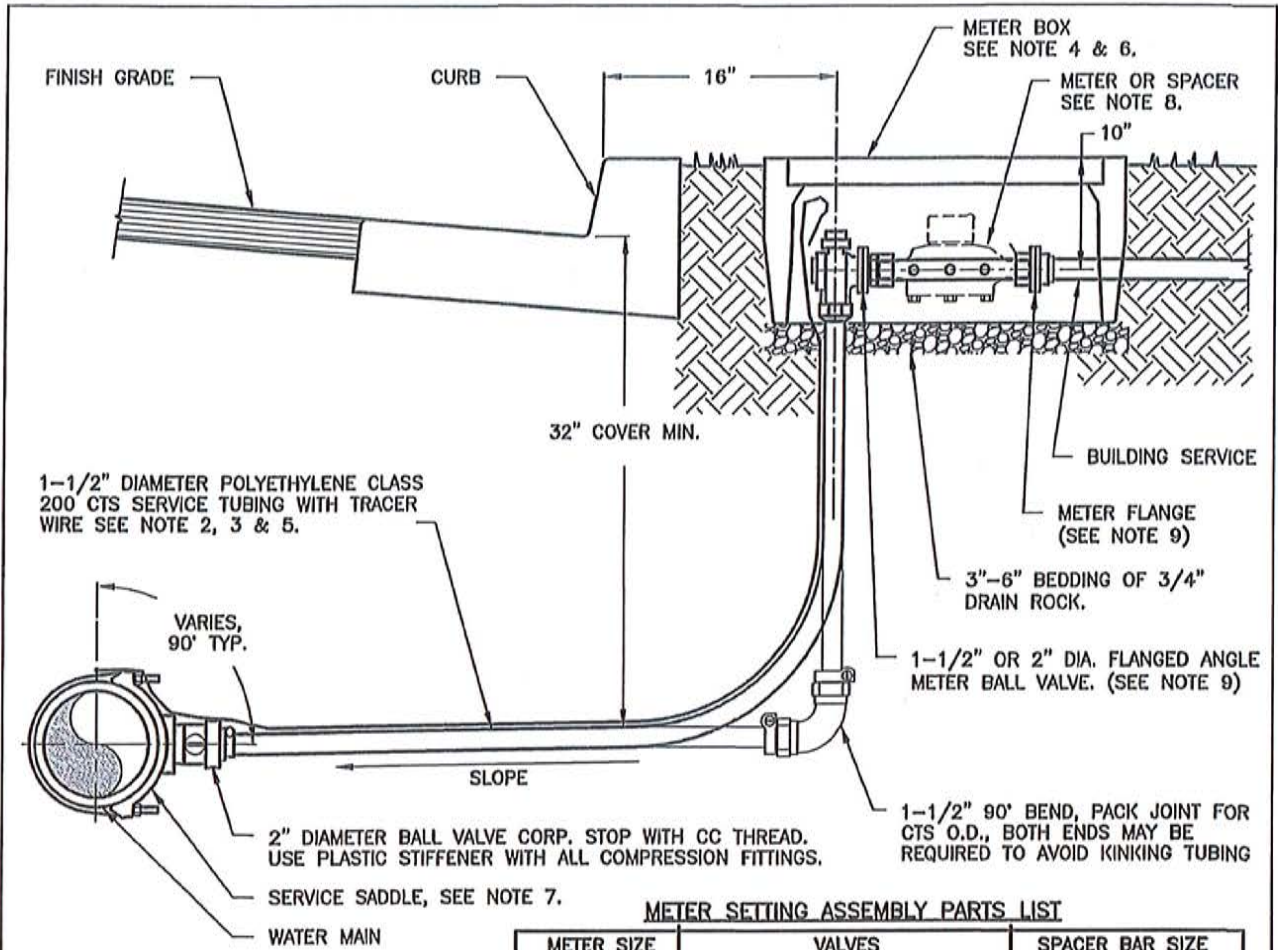 METER BOX
SEE NOTE 4 & 6.
FINISH GRADE
CURB
16"
METER OR SPACER
SEE NOTE 8.
10"
32" COVER MIN.
BUILDING SERVICE
1-1/2" DIAMETER POLYETHYLENE CLASS
200 CTS SERVICE TUBING WITH TRACER
WIRE SEE NOTE 2, 3 & 5.
METER FLANGE
(SEE NOTE 9)
3"-6" BEDDING OF 3/4"
DRAIN ROCK.
VARIES,
90° TYP.
1-1/2" OR 2" DIA. FLANGED ANGLE
METER BALL VALVE. (SEE NOTE 9)
SLOPE
1-1/2" 90° BEND, PACK JOINT FOR
CTS O.D., BOTH ENDS MAY BE
REQUIRED TO AVOID KINKING TUBING
2" DIAMETER BALL VALVE CORP. STOP WITH CC THREAD.
USE PLASTIC STIFFENER WITH ALL COMPRESSION FITTINGS.
SERVICE SADDLE, SEE NOTE 7.
WATER MAIN
METER SETTING ASSEMBLY PARTS LIST
METER SIZE VALVES SPACER BAR SIZE